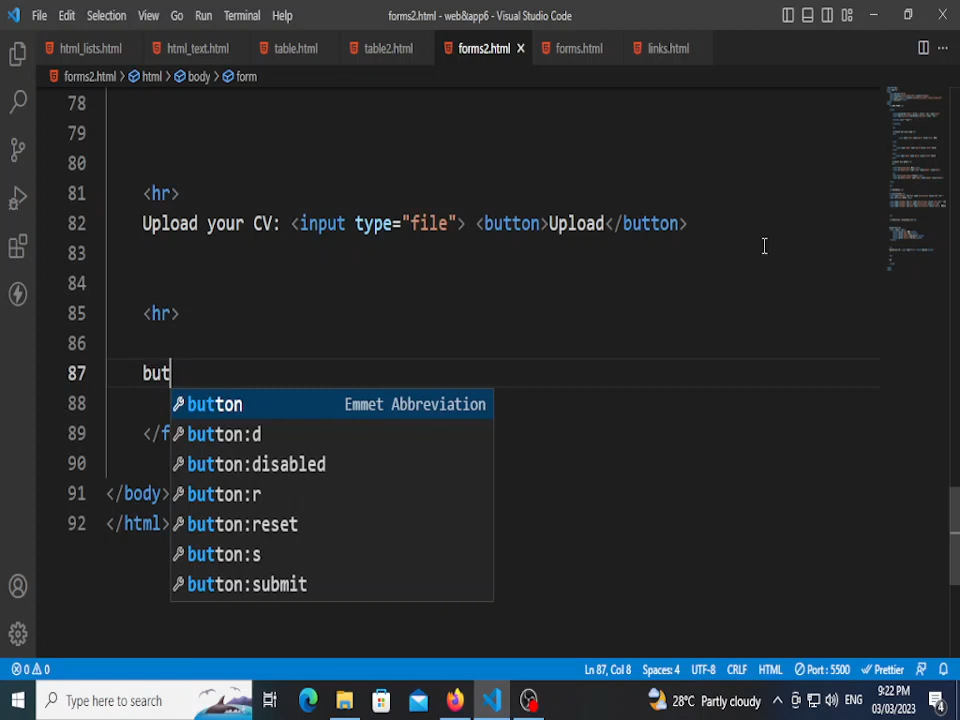 File Edit Selection View Go Run Terminal Help forms2.html - web&app6 - Visual Studio Code
html_lists.html html_text.html table.html table2.html forms2.html forms.html links.html
forms2.html > html > body > form
78
79
80
81 <hr>
82 Upload your CV: <input type="file"> <button>Upload</button>
83
84
85 <hr>
86
87 but
88 button Emmet Abbreviation
89 </f button:d
90 button:disabled
91 </body> button:r
92 </html> button:reset
button:s
button:submit
0 0 Ln 87, Col 8 Spaces: 4 UTF-8 CRLF HTML Port : 5500 Prettier
Type here to search 28°C Partly cloudy ENG 9:22 PM 03/03/2023 4